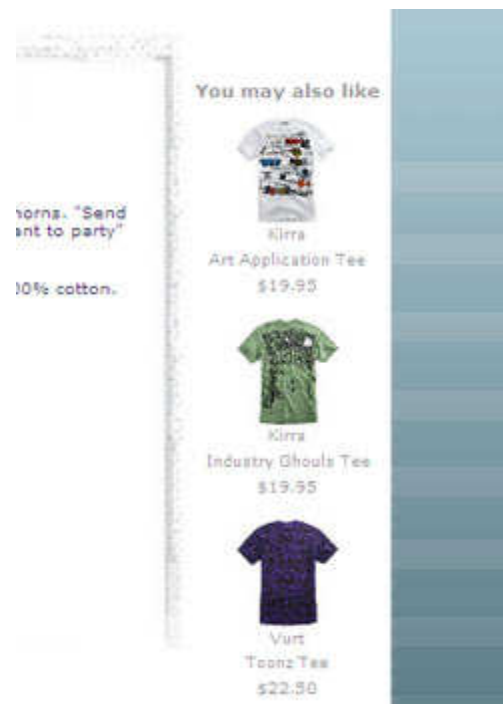 You may also like
horns. "Send
ant to party"
00% cotton.
Kirra
Art Application Tee
$19.95
Kirra
Industry Ghouls Tee
$19.95
Vurt
Toonz Tee
$22.50